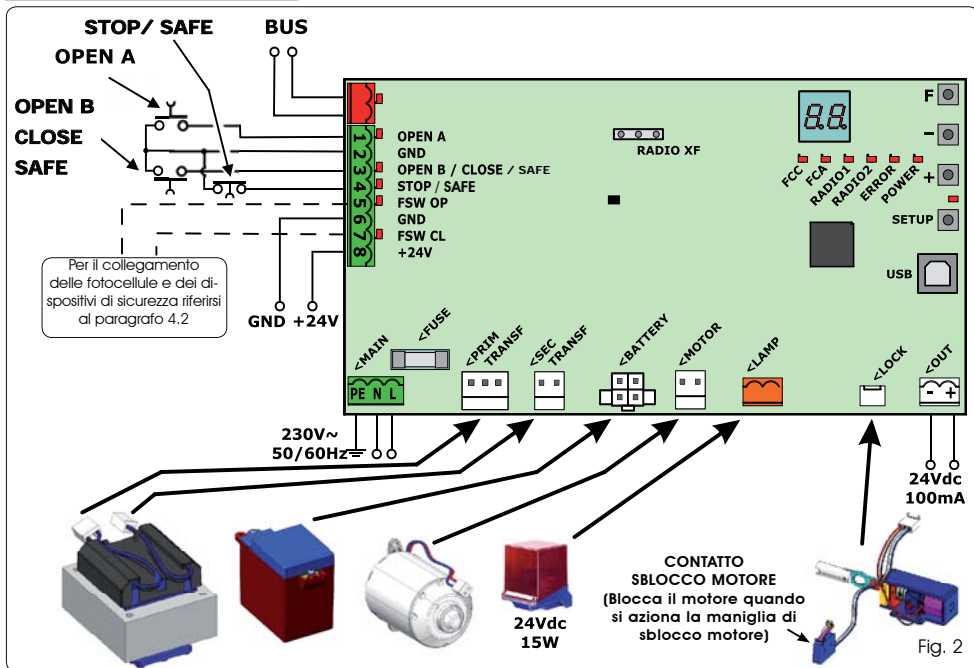 STOP/ SAFE
BUS
OPEN A
OPEN B
CLOSE
SAFE
1 OPEN A
2 GND
3 OPEN B / CLOSE / SAFE
4 STOP / SAFE
5 FSW OP
6 GND
7 FSW CL
8 +24V
RADIO XF
8.8.
FCC
FCA
RADIO1
RADIO2
ERROR
POWER
F
-
+
SETUP
USB
Per il collegamento
delle fotocellule e dei di-
spositivi di sicurezza riferirsi
al paragrafo 4.2
GND +24V
<MAIN
<FUSE
<PRIM
TRANSF
<SEC
TRANSF
<BATTERY
<MOTOR
<LAMP
<LOCK
<OUT
PE N L
- +
230V~
50/60Hz
24Vdc
100mA
24Vdc
15W
CONTATTO
SBLOCCO MOTORE
(Blocca il motore quando
si aziona la maniglia di
sblocco motore)
Fig. 2